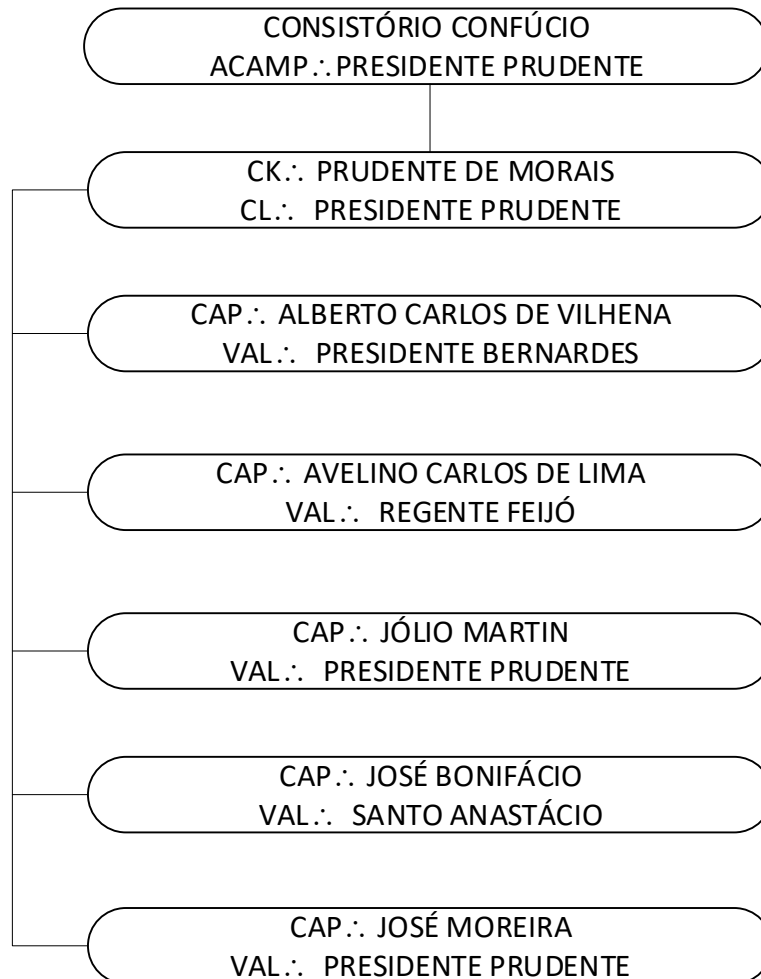 CONSISTÓRIO CONFÚCIO
ACAMP∴PRESIDENTE PRUDENTE
CK∴ PRUDENTE DE MORAIS
CL∴ PRESIDENTE PRUDENTE
CAP∴ ALBERTO CARLOS DE VILHENA
VAL∴ PRESIDENTE BERNARDES
CAP∴ AVELINO CARLOS DE LIMA
VAL∴ REGENTE FEIJÓ
CAP∴ JÓLIO MARTIN
VAL∴ PRESIDENTE PRUDENTE
CAP∴ JOSÉ BONIFÁCIO
VAL∴ SANTO ANASTÁCIO
CAP∴ JOSÉ MOREIRA
VAL∴ PRESIDENTE PRUDENTE